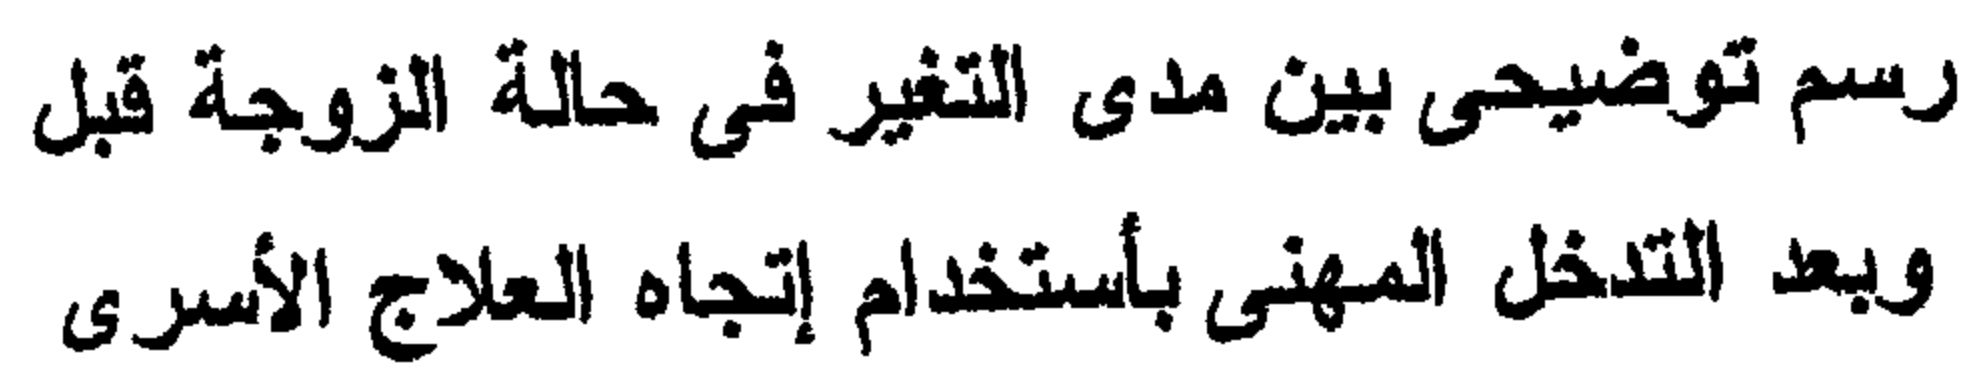 رسم توضيحى بين مدى التغير فى حالة الزوجة قبل
وبعد التدخل المهنى بأستخدام إتجاه العلاج الأسرى